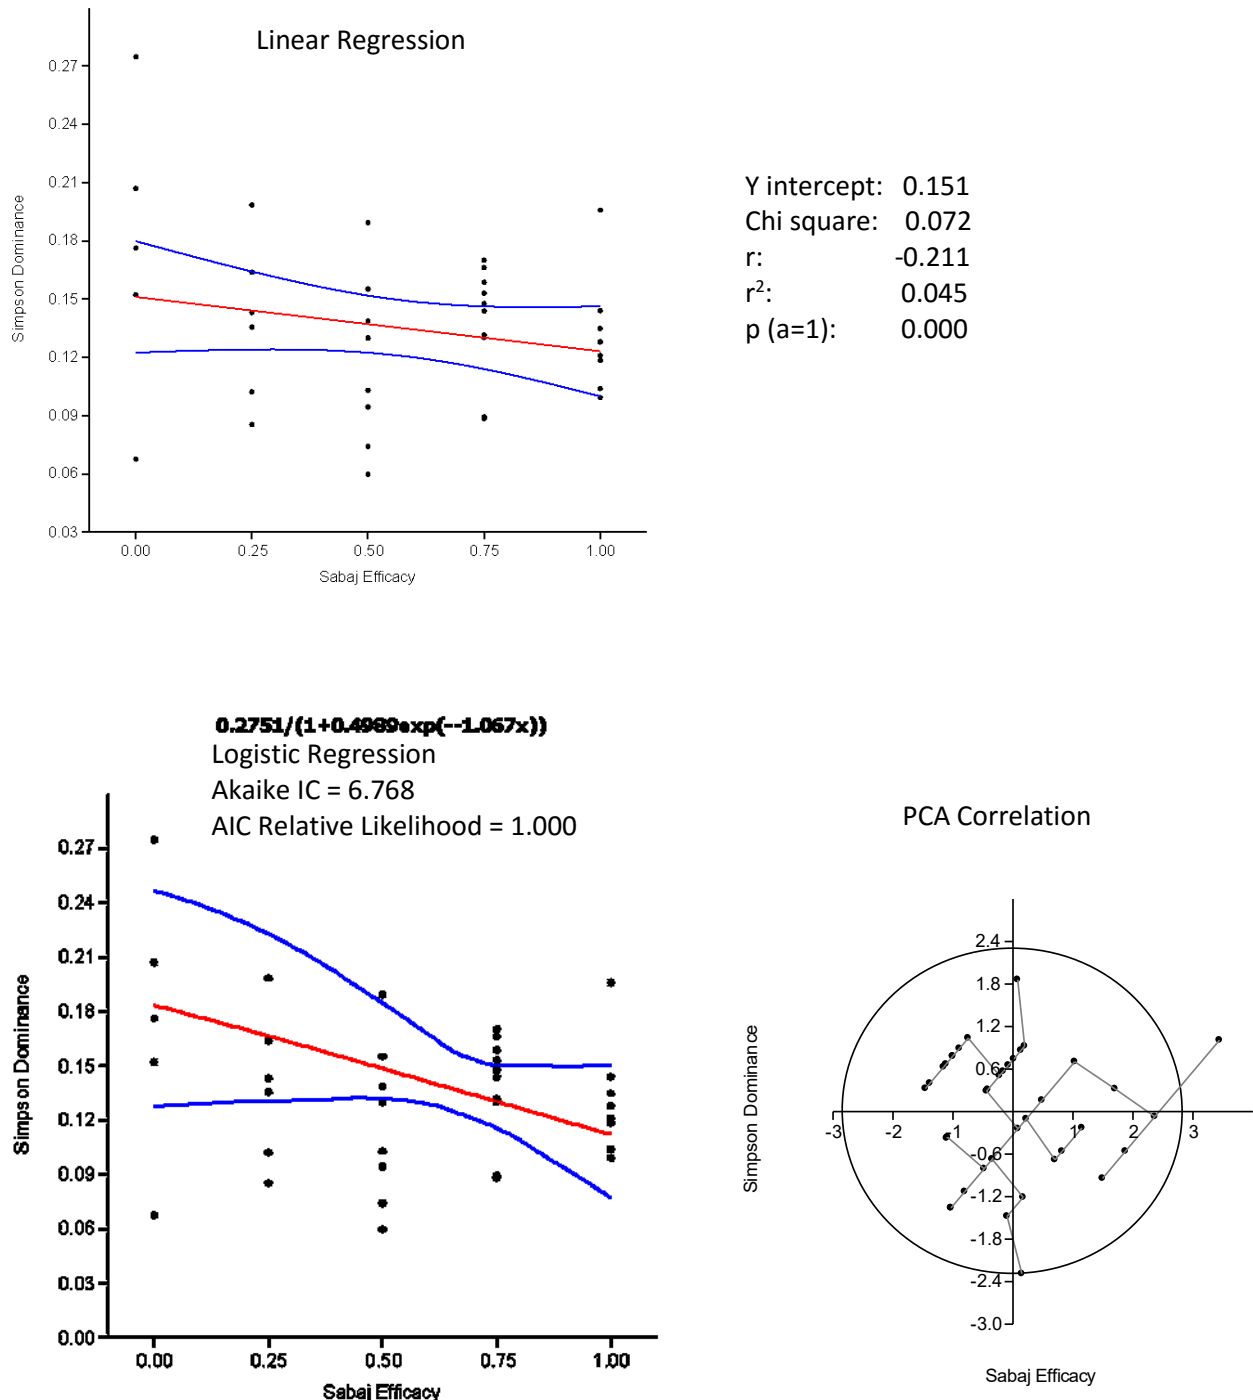 Linear Regression
0.27
0.24
0.21
0.18
0.15
0.12
0.09
0.06
0.03
Simpson Dominance
0.00 0.25 0.50 0.75 1.00
Sabaj Efficacy
Y intercept: 0.151
Chi square: 0.072
r: -0.211
r²: 0.045
p (a=1): 0.000
0.2751/(1+0.4989exp(--1.067x))
Logistic Regression
Akaike IC = 6.768
AIC Relative Likelihood = 1.000
0.27
0.24
0.21
0.18
0.15
0.12
0.09
0.06
0.03
0.00
Simpson Dominance
0.00 0.25 0.50 0.75 1.00
Sabaj Efficacy
PCA Correlation
2.4
1.8
1.2
0.6
-3 -2 -1 1 2 3
-0.6
-1.2
-1.8
-2.4
-3.0
Simpson Dominance
Sabaj Efficacy